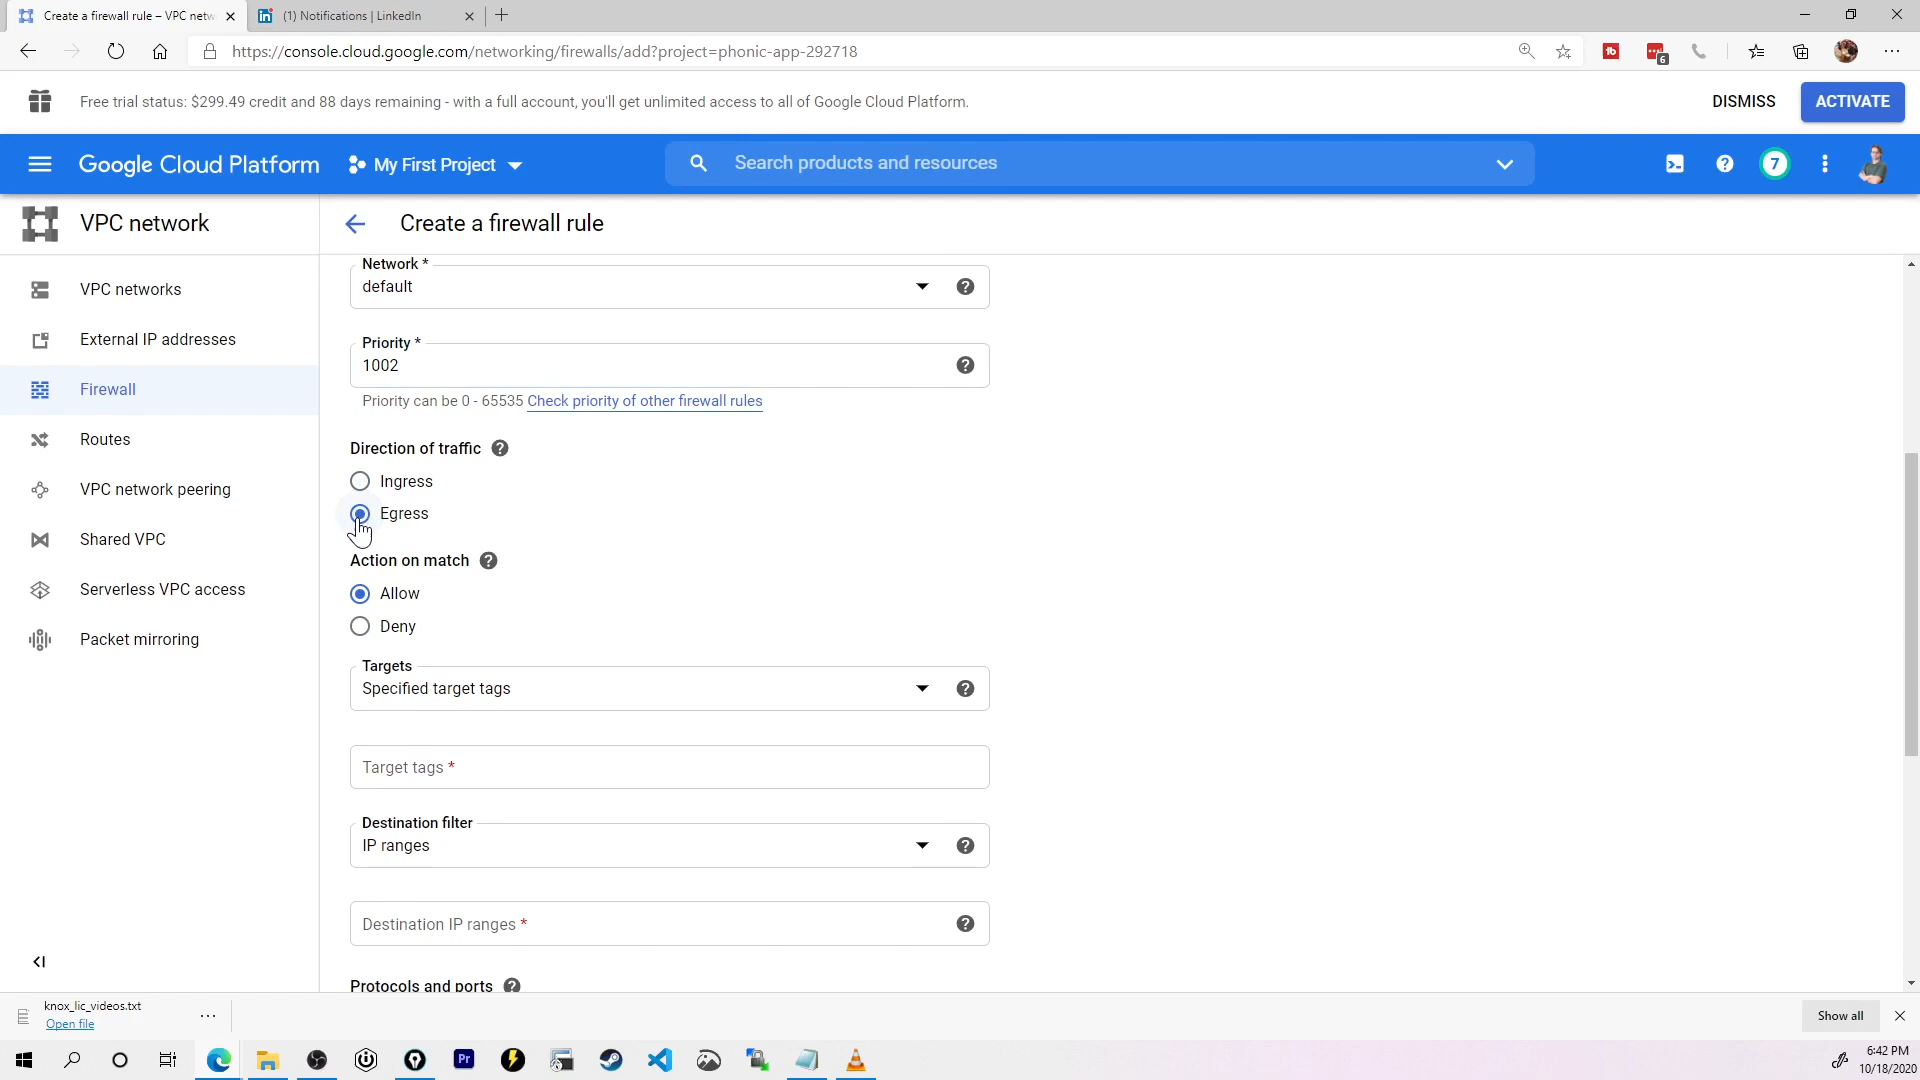 Create a firewall rule – VPC netw
(1) Notifications | LinkedIn
https://console.cloud.google.com/networking/firewalls/add?project=phonic-app-292718
6
Free trial status: $299.49 credit and 88 days remaining - with a full account, you'll get unlimited access to all of Google Cloud Platform.
DISMISS
ACTIVATE
Google Cloud Platform
My First Project
Search products and resources
7
VPC network
Create a firewall rule
VPC networks
External IP addresses
Firewall
Routes
VPC network peering
Shared VPC
Serverless VPC access
Packet mirroring
Network *
default
Priority *
1002
Priority can be 0 - 65535 Check priority of other firewall rules
Direction of traffic
Ingress
Egress
Action on match
Allow
Deny
Targets
Specified target tags
Target tags *
Destination filter
IP ranges
Destination IP ranges *
Protocols and ports
knox_lic_videos.txt
Open file
Show all
Pr
6:42 PM
10/18/2020